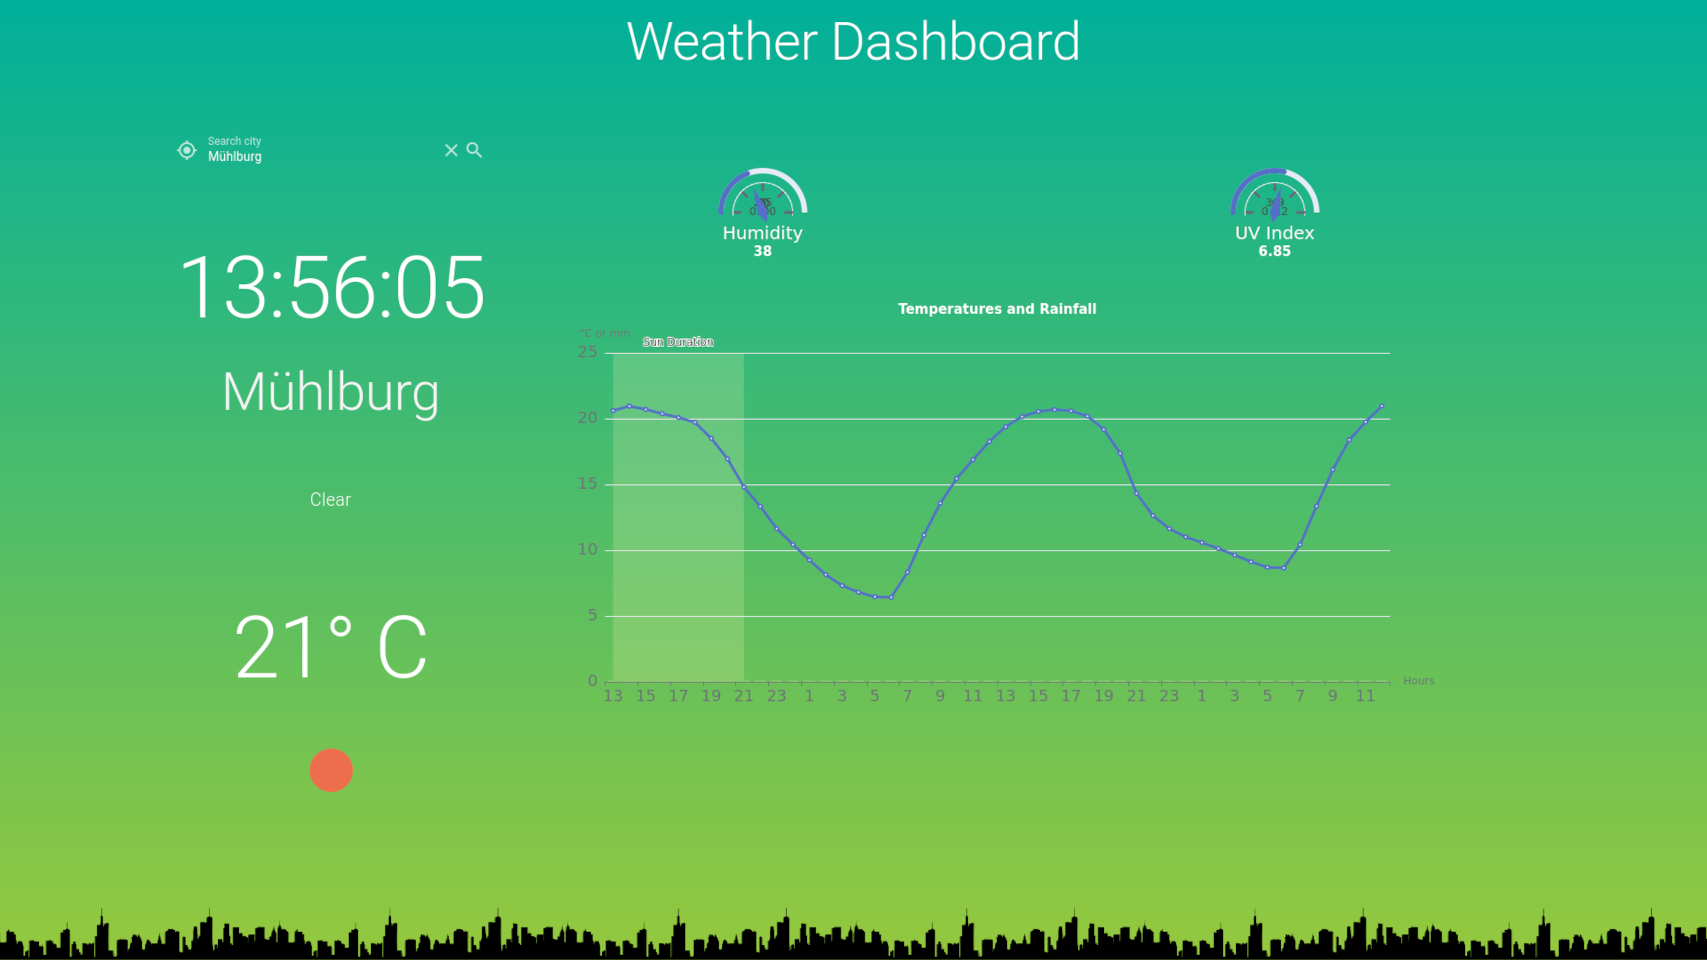 Weather Dashboard
Search city
Mühlburg
13:56:05
Mühlburg
Clear
21° C
Humidity
38
UV Index
6.85
Temperatures and Rainfall
°C or mm
Sun Duration
25
20
15
10
5
0
13 15 17 19 21 23 1 3 5 7 9 11 13 15 17 19 21 23 1 3 5 7 9 11
Hours